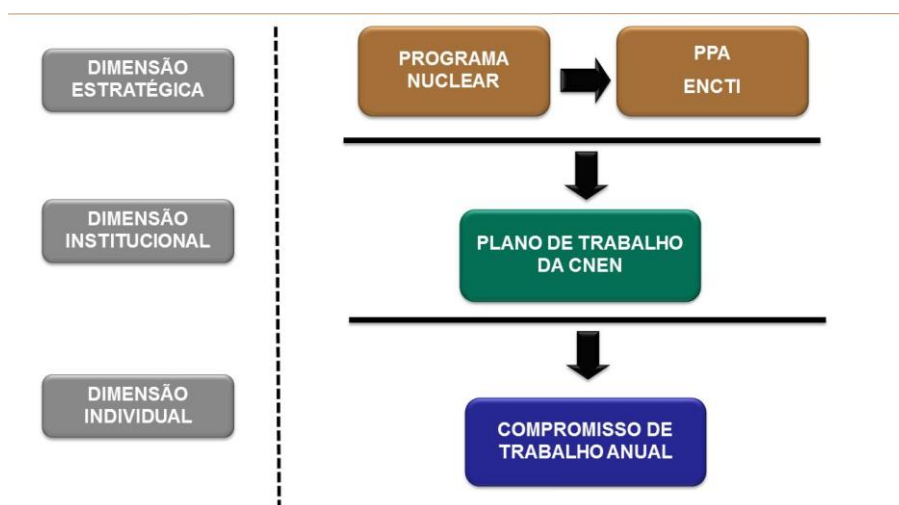 DIMENSÃO
ESTRATÉGICA
PROGRAMA
NUCLEAR
PPA
ENCTI
DIMENSÃO
INSTITUCIONAL
PLANO DE TRABALHO
DA CNEN
DIMENSÃO
INDIVIDUAL
COMPROMISSO DE
TRABALHO ANUAL